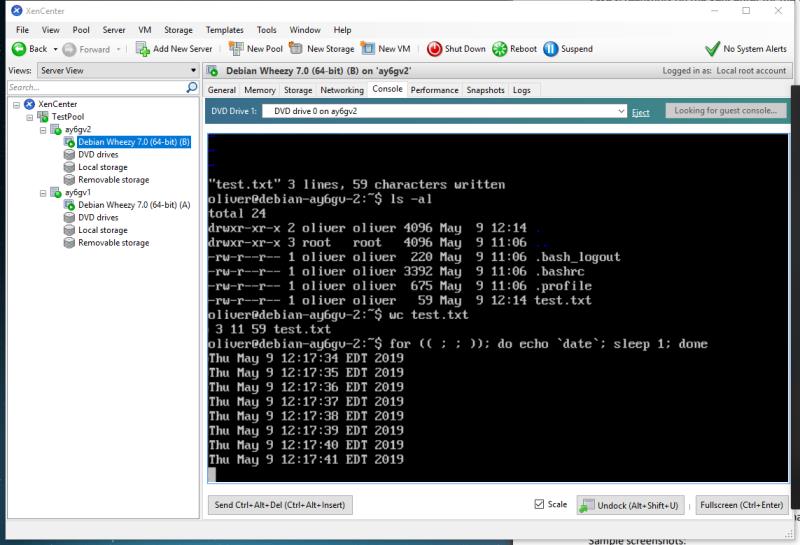 XenCenter
File View Pool Server VM Storage Templates Tools Window Help
Back Forward Add New Server New Pool New Storage New VM Shut Down Reboot Suspend No System Alerts
Views: Server View
Debian Wheezy 7.0 (64-bit) (B) on 'ay6gv2' Logged in as: Local root account
Search...
General Memory Storage Networking Console Performance Snapshots Logs
XenCenter
TestPool
ay6gv2
Debian Wheezy 7.0 (64-bit) (B)
DVD drives
Local storage
Removable storage
ay6gv1
Debian Wheezy 7.0 (64-bit) (A)
DVD drives
Local storage
Removable storage
DVD Drive 1: DVD drive 0 on ay6gv2 Eject Looking for guest console...
~
~
"test.txt" 3 lines, 59 characters written
oliver@debian-ay6gv-2:~$ ls -al
total 24
drwxr-xr-x 2 oliver oliver 4096 May 9 12:14 .
drwxr-xr-x 3 root root 4096 May 9 11:06 ..
-rw-r--r-- 1 oliver oliver 220 May 9 11:06 .bash_logout
-rw-r--r-- 1 oliver oliver 3392 May 9 11:06 .bashrc
-rw-r--r-- 1 oliver oliver 675 May 9 11:06 .profile
-rw-r--r-- 1 oliver oliver 59 May 9 12:14 test.txt
oliver@debian-ay6gv-2:~$ wc test.txt
3 11 59 test.txt
oliver@debian-ay6gv-2:~$ for (( ; ; )); do echo `date`; sleep 1; done
Thu May 9 12:17:34 EDT 2019
Thu May 9 12:17:35 EDT 2019
Thu May 9 12:17:36 EDT 2019
Thu May 9 12:17:37 EDT 2019
Thu May 9 12:17:38 EDT 2019
Thu May 9 12:17:39 EDT 2019
Thu May 9 12:17:40 EDT 2019
Thu May 9 12:17:41 EDT 2019
Send Ctrl+Alt+Del (Ctrl+Alt+Insert) Scale Undock (Alt+Shift+U) Fullscreen (Ctrl+Enter)
Sample screenshots: